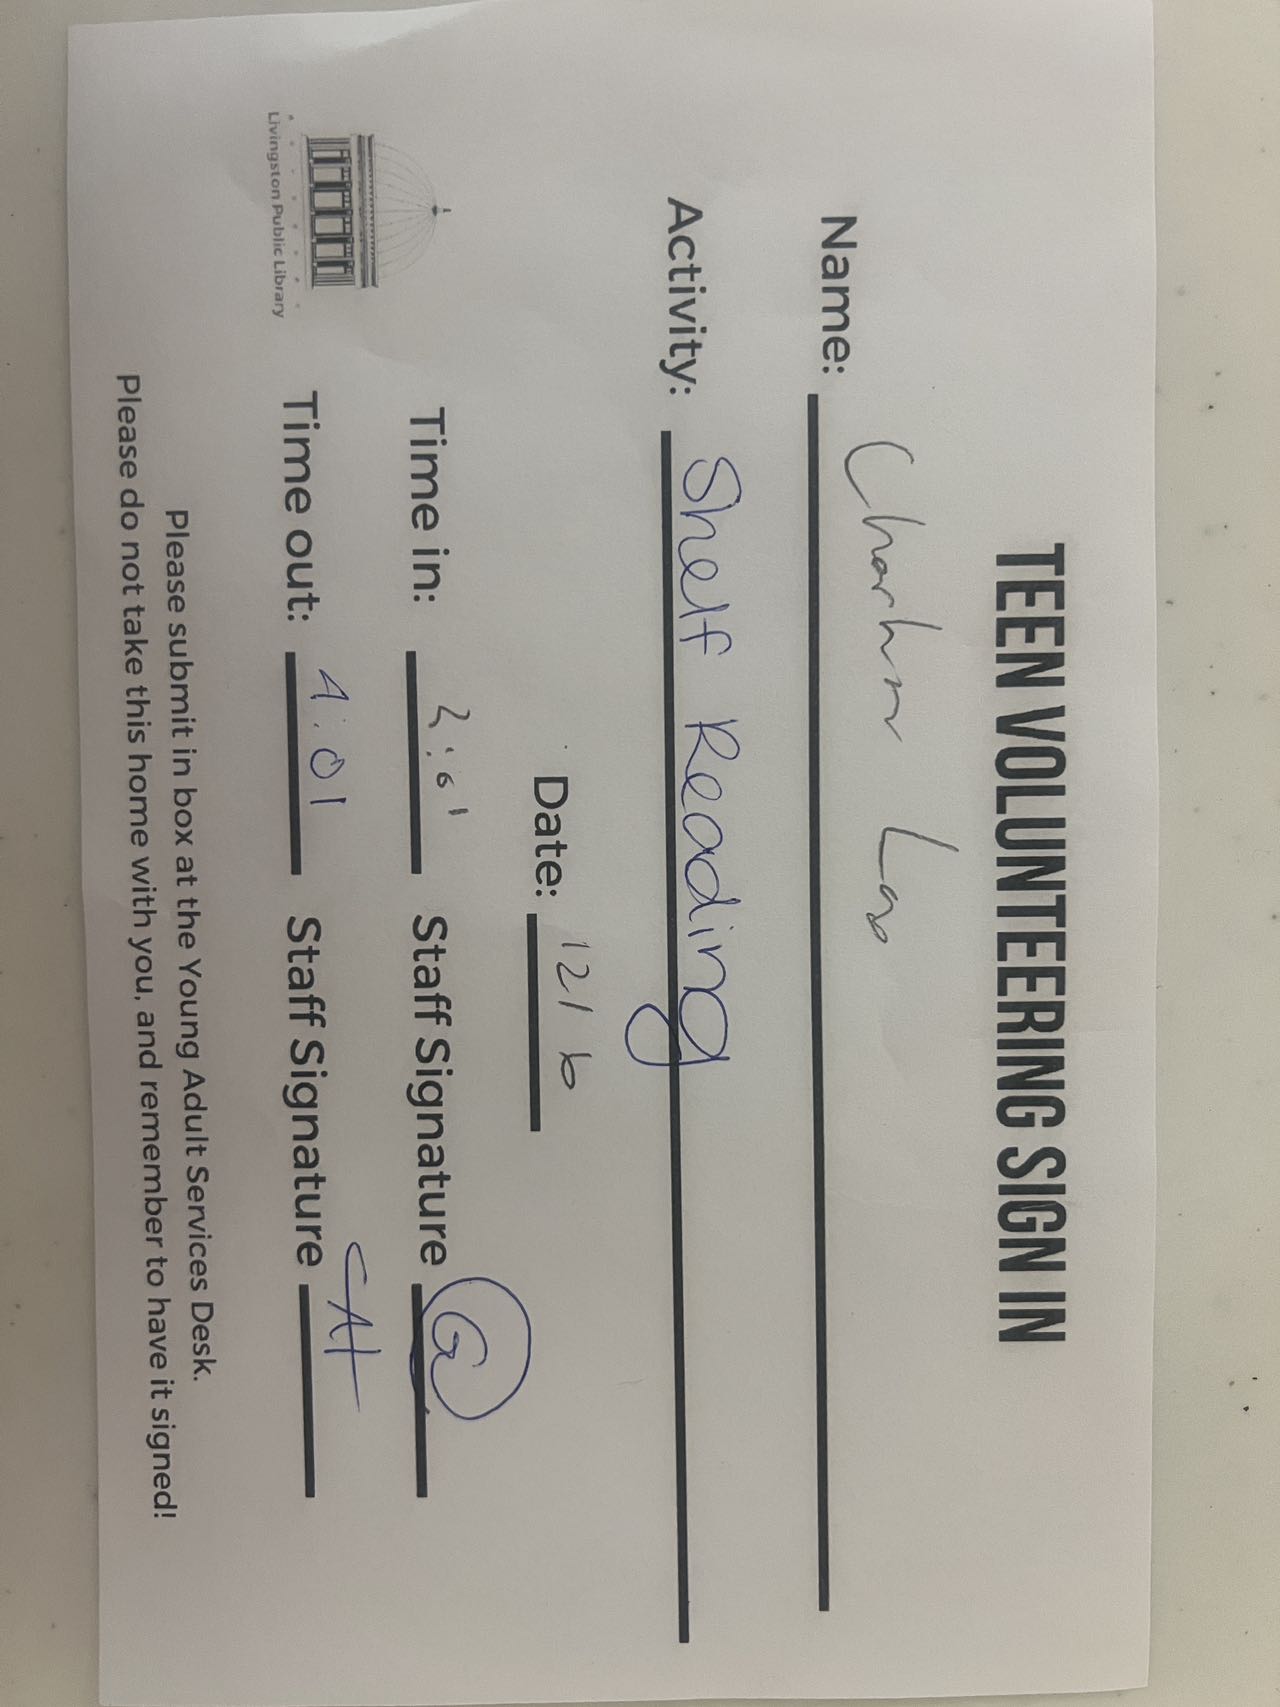 TEEN VOLUNTEERING SIGN IN
Name:
Activity: Shelf Reading
Date: 12/6
Time in: 2:01 Staff Signature
Time out: 4:01 Staff Signature
Livingston Public Library
Please submit in box at the Young Adult Services Desk.
Please do not take this home with you, and remember to have it signed!